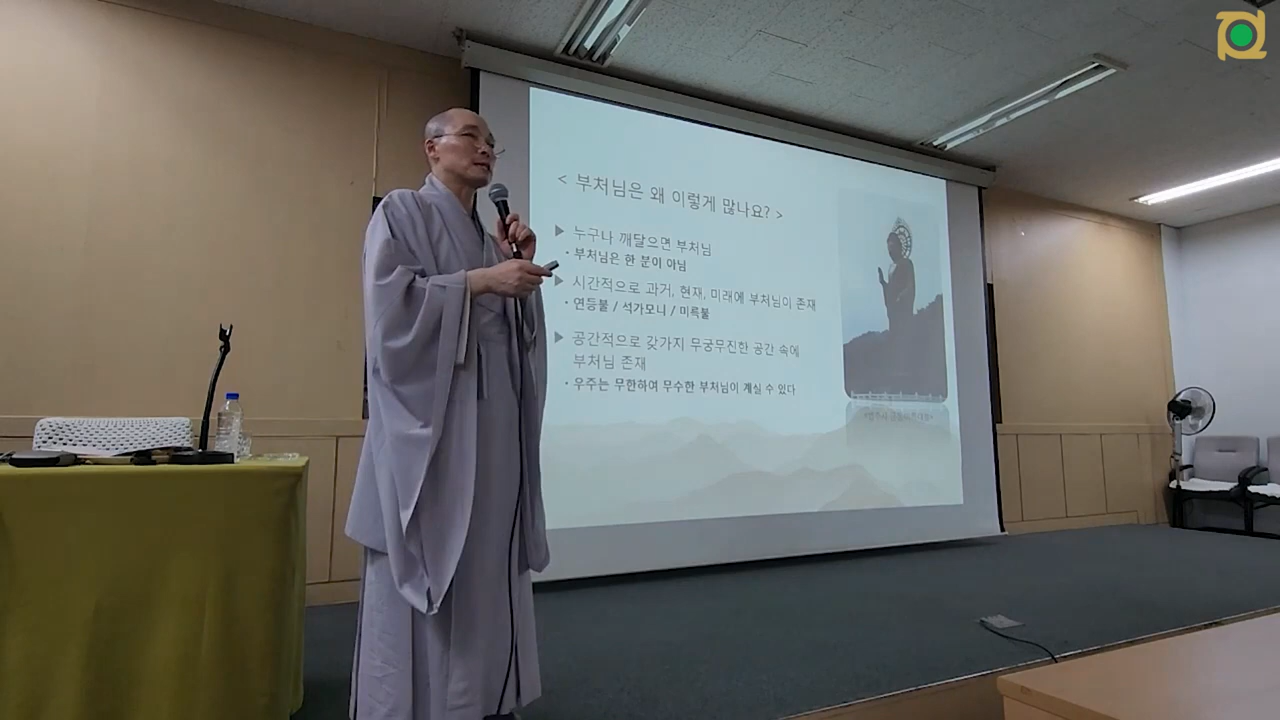 < 부처님은 왜 이렇게 많나요? >
▶ 누구나 깨달으면 부처님
• 부처님은 한 분이 아님
▶ 시간적으로 과거, 현재, 미래에 부처님이 존재
• 연등불 / 석가모니 / 미륵불
▶ 공간적으로 갖가지 무궁무진한 공간 속에
부처님 존재
• 우주는 무한하여 무수한 부처님이 계실 수 있다